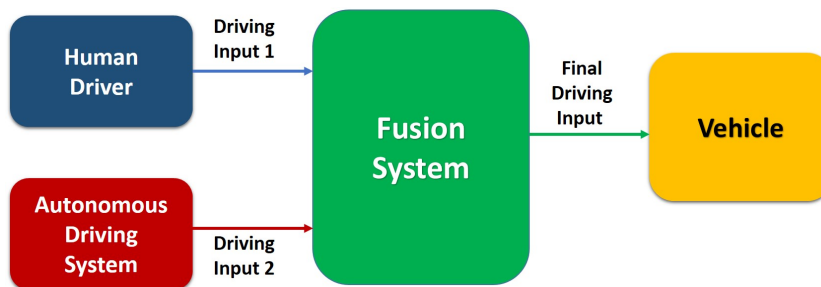 Human
Driver
Driving
Input 1
Autonomous
Driving
System
Driving
Input 2
Fusion
System
Final
Driving
Input
Vehicle